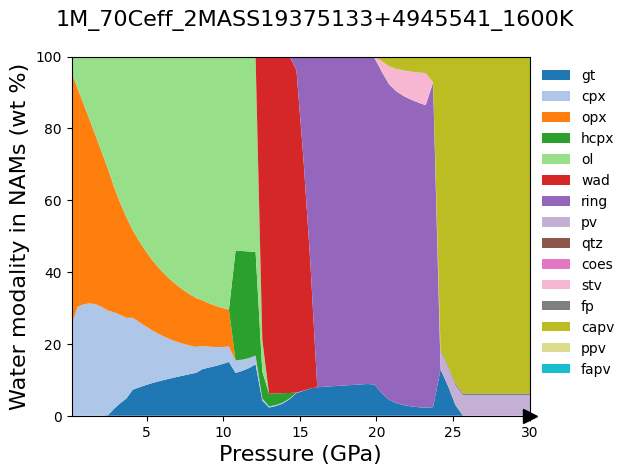 1M_70Ceff_2MASS19375133+4945541_1600K
Water modality in NAMs (wt %)
100
80
60
40
20
0
5 10 15 20 25 30
Pressure (GPa)
gt
cpx
opx
hcpx
ol
wad
ring
pv
qtz
coes
stv
fp
capv
ppv
fapv